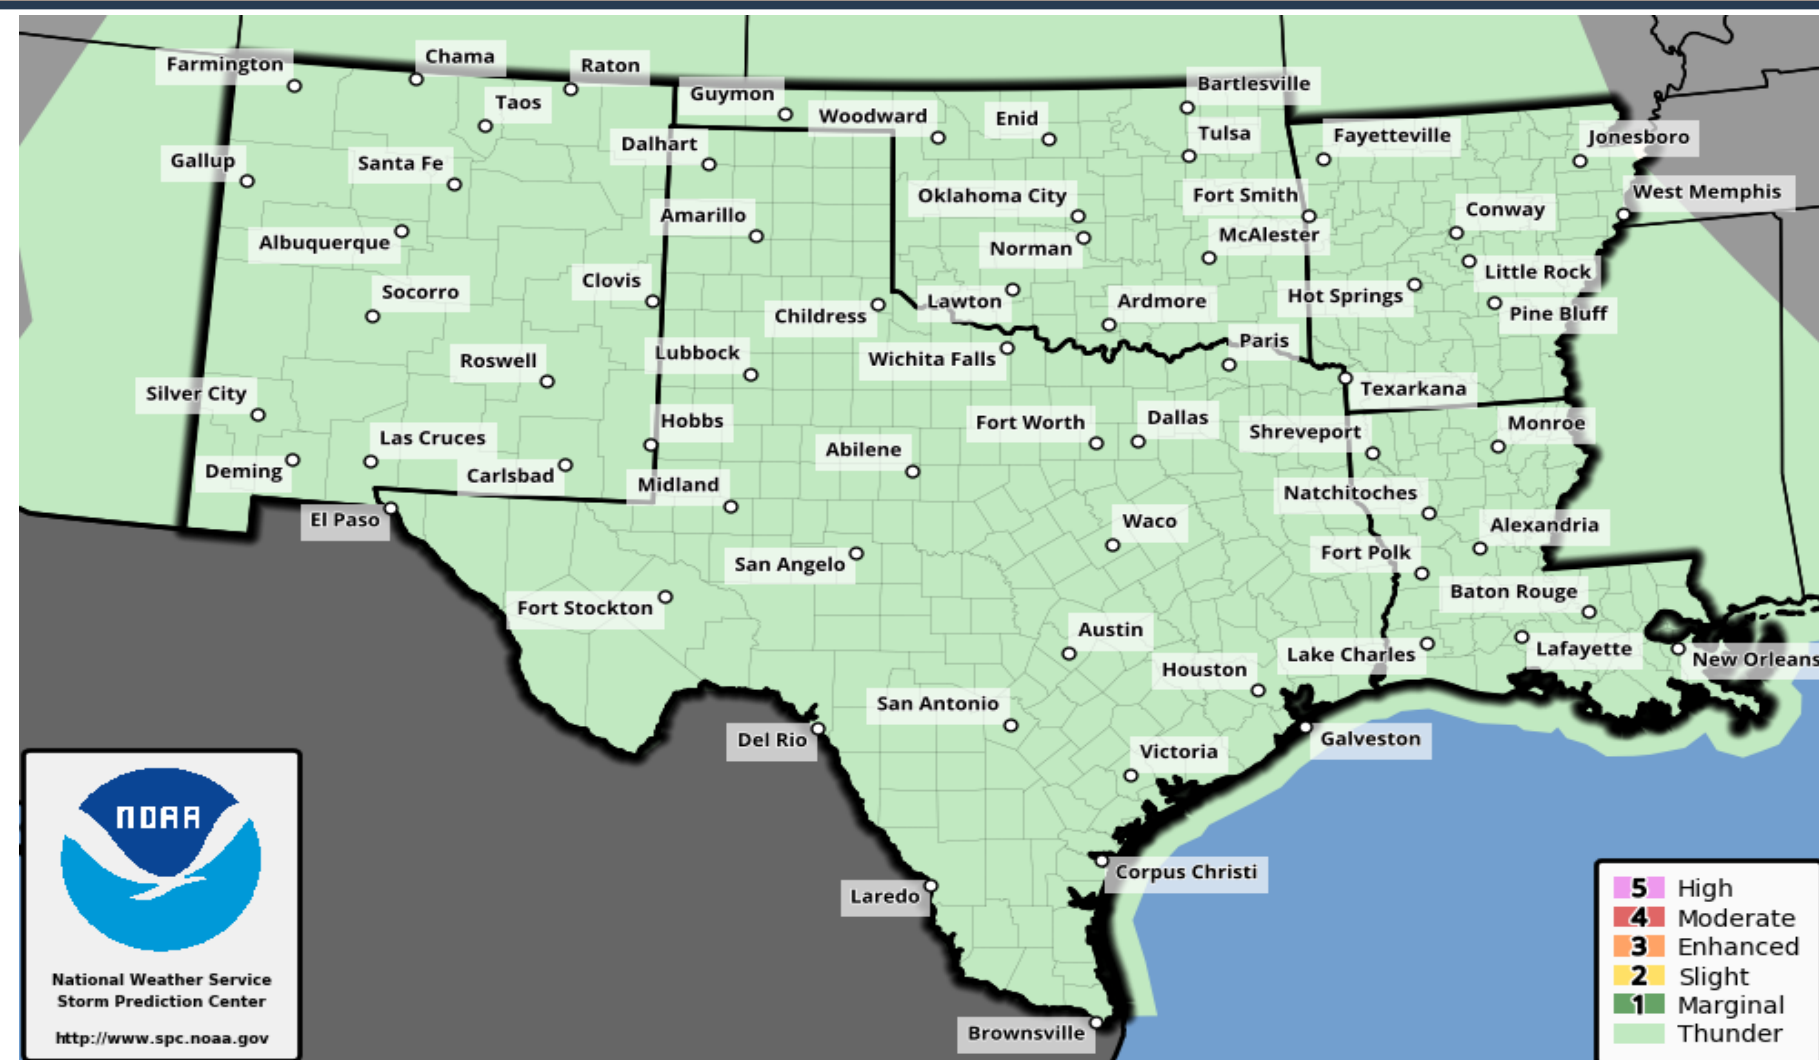 Farmington
Chama
Raton
Taos
Guymon
Woodward
Enid
Bartlesville
Tulsa
Fayetteville
Jonesboro
Gallup
Santa Fe
Dalhart
Amarillo
Oklahoma City
Fort Smith
West Memphis
Conway
Albuquerque
Norman
McAlester
Little Rock
Socorro
Clovis
Childress
Lawton
Ardmore
Hot Springs
Pine Bluff
Roswell
Lubbock
Wichita Falls
Paris
Texarkana
Silver City
Hobbs
Fort Worth
Dallas
Shreveport
Monroe
Las Cruces
Deming
Carlsbad
Midland
Abilene
Natchitoches
El Paso
Waco
Alexandria
San Angelo
Fort Polk
Fort Stockton
Baton Rouge
Austin
Lake Charles
Lafayette
New Orleans
Houston
San Antonio
Del Rio
Galveston
Victoria
Corpus Christi
Laredo
Brownsville
NOAA
National Weather Service
Storm Prediction Center
http://www.spc.noaa.gov
5 High
4 Moderate
3 Enhanced
2 Slight
1 Marginal
Thunder